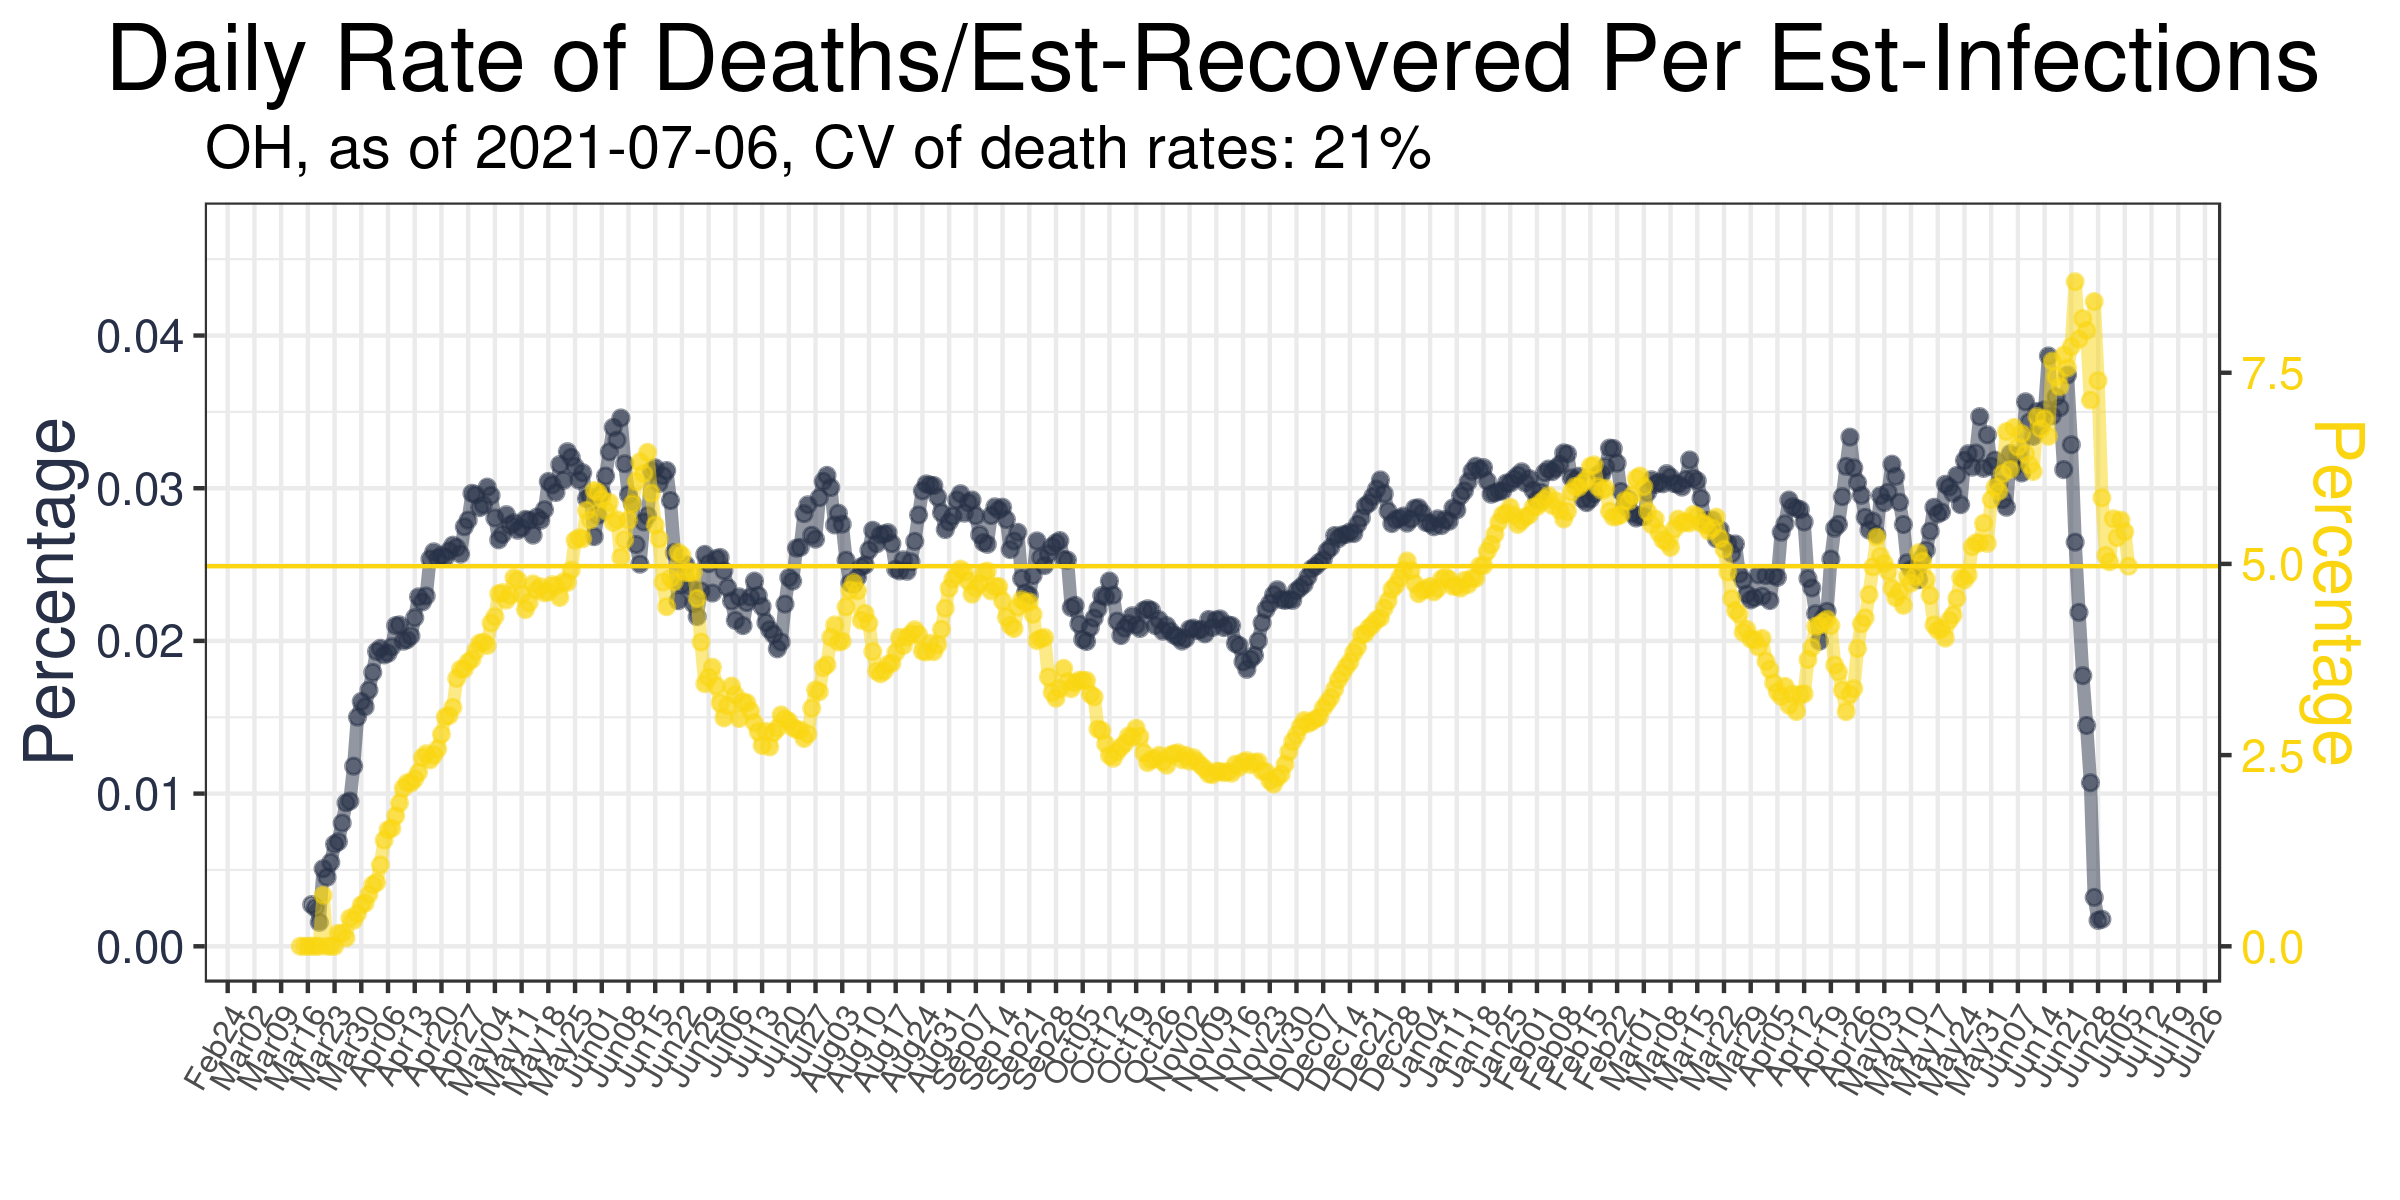 Daily Rate of Deaths/Est-Recovered Per Est-Infections
OH, as of 2021-07-06, CV of death rates: 21%
Percentage
0.04
0.03
0.02
0.01
0.00
7.5
5.0
2.5
0.0
Percentage
Feb24
Mar02
Mar09
Mar16
Mar23
Mar30
Apr06
Apr13
Apr20
Apr27
May04
May11
May18
May25
Jun01
Jun08
Jun15
Jun22
Jun29
Jul06
Jul13
Jul20
Jul27
Aug03
Aug10
Aug17
Aug24
Aug31
Sep07
Sep14
Sep21
Sep28
Oct05
Oct12
Oct19
Oct26
Nov02
Nov09
Nov16
Nov23
Nov30
Dec07
Dec14
Dec21
Dec28
Jan04
Jan11
Jan18
Jan25
Feb01
Feb08
Feb15
Feb22
Mar01
Mar08
Mar15
Mar22
Mar29
Apr05
Apr12
Apr19
Apr26
May03
May10
May17
May24
May31
Jun07
Jun14
Jun21
Jun28
Jul05
Jul12
Jul19
Jul26